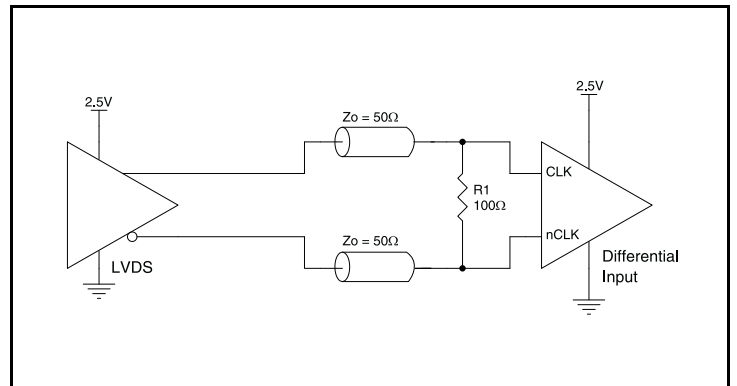 2.5V
LVDS
Zo = 50Ω
Zo = 50Ω
R1
100Ω
2.5V
CLK
nCLK
Differential
Input